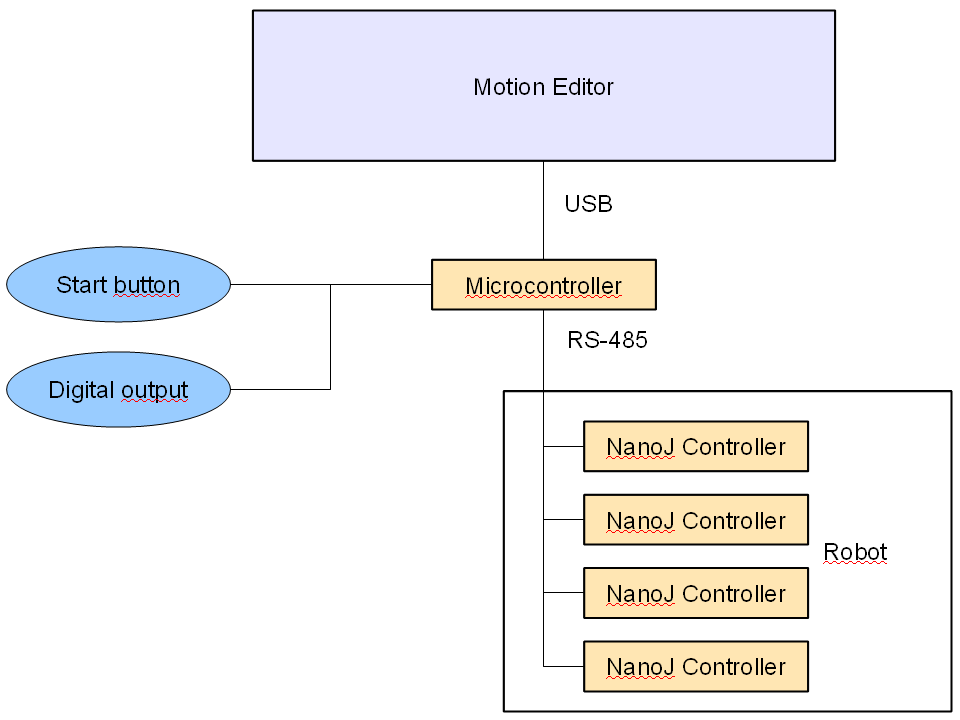 Motion Editor
USB
Start button
Microcontroller
RS-485
Digital output
NanoJ Controller
NanoJ Controller
Robot
NanoJ Controller
NanoJ Controller